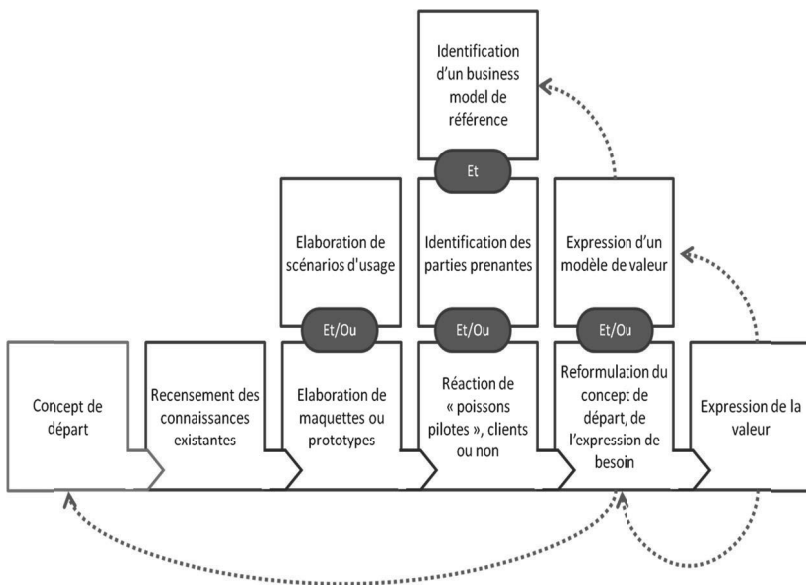 Identification
d'un business
model de
référence
Et
Elaboration de
scénarios d'usage
Identification des
parties prenantes
Expression d'un
modèle de valeur
Et/Ou
Et/Ou
Et/Ou
Concept de
départ
Recensement des
connaissances
existantes
Elaboration de
maquettes ou
prototypes
Réaction de
« poissons
pilotes », clients
ou non
Reformulation du
concept de
départ, de
l'expression de
besoin
Expression de la
valeur